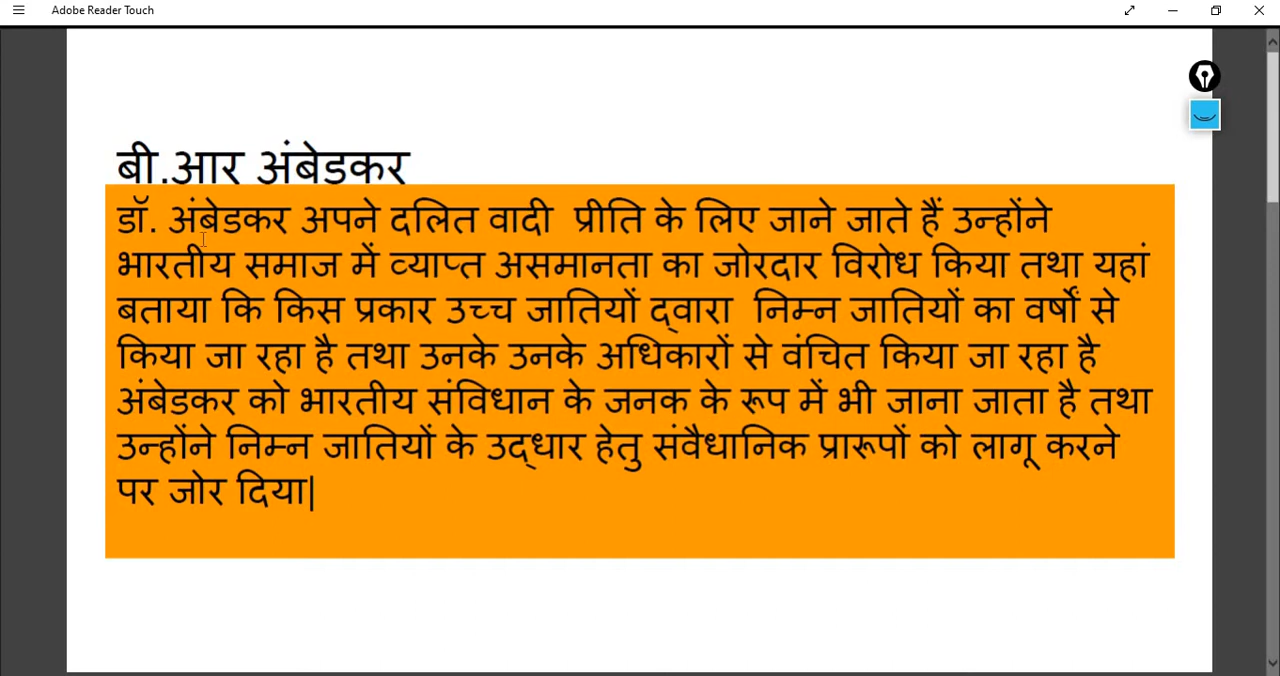 Adobe Reader Touch
बी.आर अंबेडकर
डॉ. अंबेडकर अपने दलित वादी प्रीति के लिए जाने जाते हैं उन्होंने
भारतीय समाज में व्याप्त असमानता का जोरदार विरोध किया तथा यहां
बताया कि किस प्रकार उच्च जातियों द्वारा निम्न जातियों का वर्षों से
किया जा रहा है तथा उनके उनके अधिकारों से वंचित किया जा रहा है
अंबेडकर को भारतीय संविधान के जनक के रूप में भी जाना जाता है तथा
उन्होंने निम्न जातियों के उद्धार हेतु संवैधानिक प्रारूपों को लागू करने
पर जोर दिया|